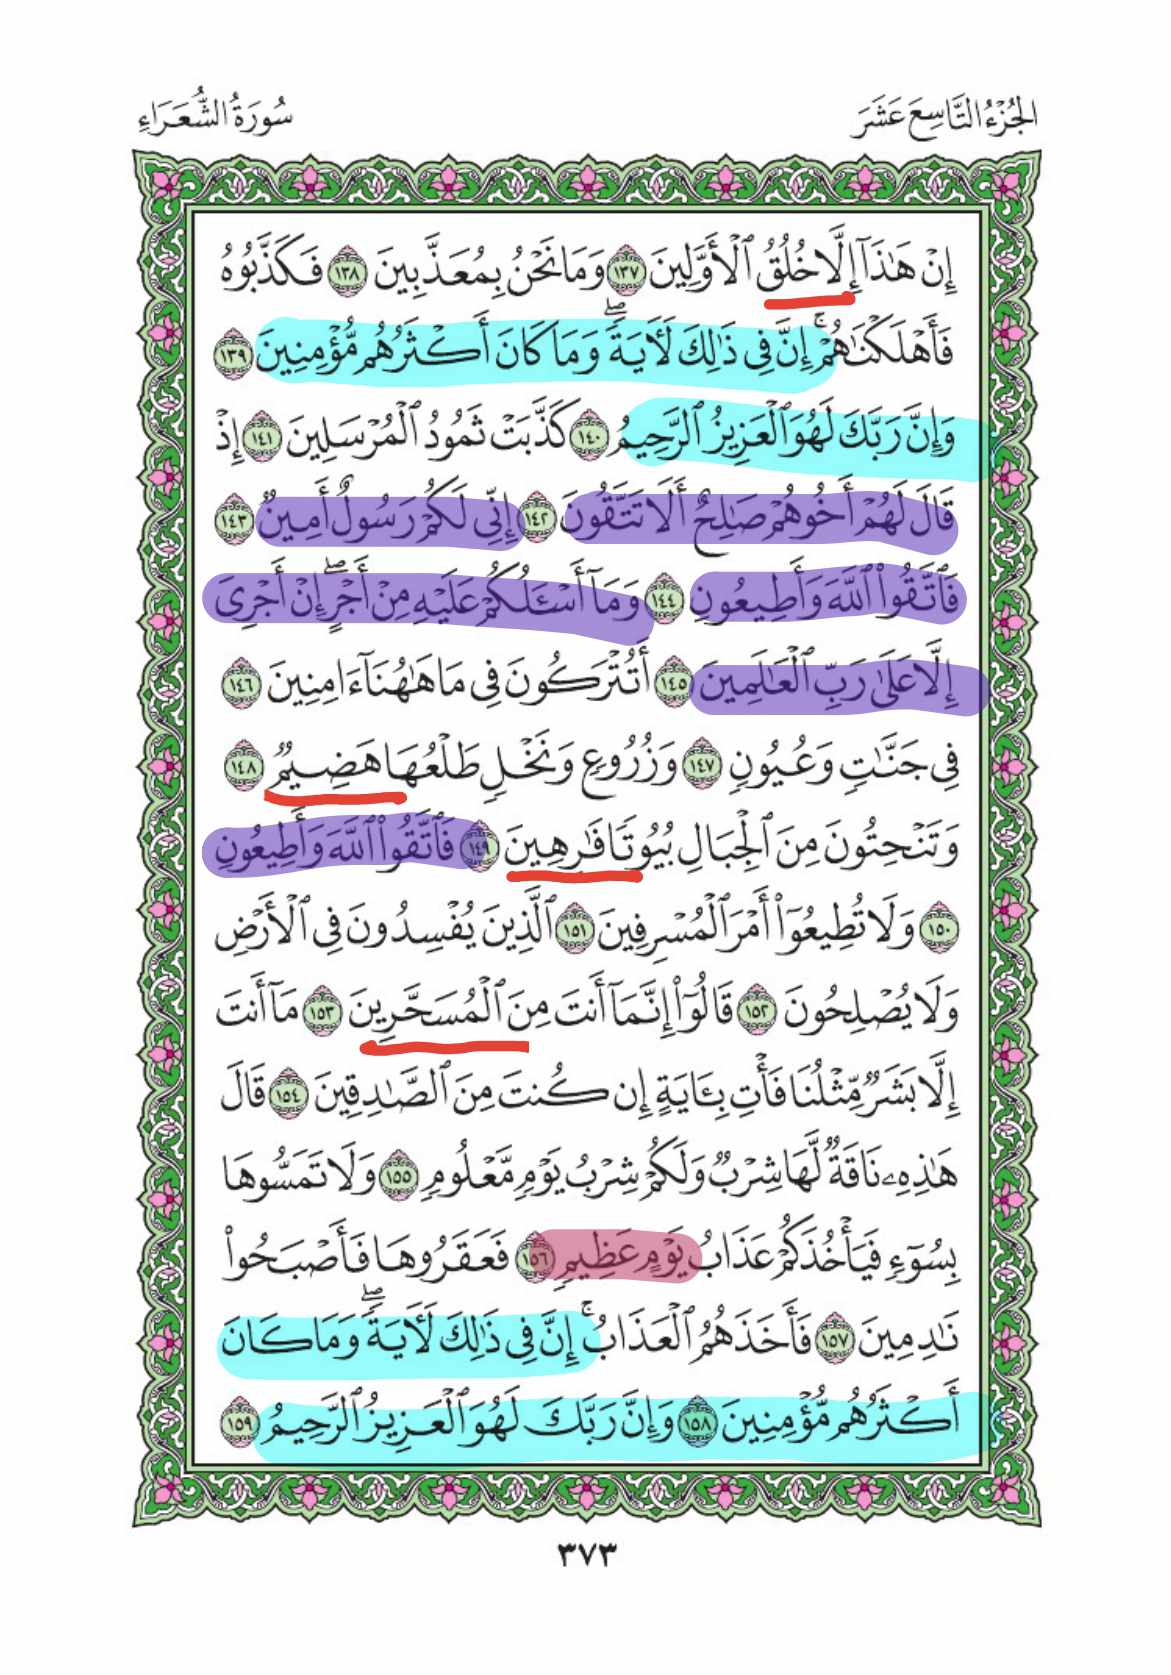 الجُزْءُ التَّاسِعَ عَشَرَ
سُورَةُ الشُّعَرَاءِ
إِنْ هَٰذَآ إِلَّا خُلُقُ ٱلْأَوَّلِينَ ١٣٧ وَمَا نَحْنُ بِمُعَذَّبِينَ ١٣٨ فَكَذَّبُوهُ
فَأَهْلَكْنَٰهُمْ ۚ إِنَّ فِى ذَٰلِكَ لَءَايَةً ۖ وَمَا كَانَ أَكْثَرُهُم مُّؤْمِنِينَ ١٣٩
وَإِنَّ رَبَّكَ لَهُوَ ٱلْعَزِيزُ ٱلرَّحِيمُ ١٤٠ كَذَّبَتْ ثَمُودُ ٱلْمُرْسَلِينَ ١٤١ إِذْ
قَالَ لَهُمْ أَخُوهُمْ صَٰلِحٌ أَلَا تَتَّقُونَ ١٤٢ إِنِّى لَكُمْ رَسُولٌ أَمِينٌ ١٤٣
فَٱتَّقُوا۟ ٱللَّهَ وَأَطِيعُونِ ١٤٤ وَمَآ أَسْـَٔلُكُمْ عَلَيْهِ مِنْ أَجْرٍ ۖ إِنْ أَجْرِىَ
إِلَّا عَلَىٰ رَبِّ ٱلْعَٰلَمِينَ ١٤٥ أَتُتْرَكُونَ فِى مَا هَٰهُنَآ ءَامِنِينَ ١٤٦
فِى جَنَّٰتٍ وَعُيُونٍ ١٤٧ وَزُرُوعٍ وَنَخْلٍ طَلْعُهَا هَضِيمٌ ١٤٨
وَتَنْحِتُونَ مِنَ ٱلْجِبَالِ بُيُوتًا فَٰرِهِينَ ١٤٩ فَٱتَّقُوا۟ ٱللَّهَ وَأَطِيعُونِ
١٥٠ وَلَا تُطِيعُوٓا۟ أَمْرَ ٱلْمُسْرِفِينَ ١٥١ ٱلَّذِينَ يُفْسِدُونَ فِى ٱلْأَرْضِ
وَلَا يُصْلِحُونَ ١٥٢ قَالُوٓا۟ إِنَّمَآ أَنتَ مِنَ ٱلْمُسَحَّرِينَ ١٥٣ مَآ أَنتَ
إِلَّا بَشَرٌ مِّثْلُنَا فَأْتِ بِـَٔايَةٍ إِن كُنتَ مِنَ ٱلصَّٰدِقِينَ ١٥٤ قَالَ
هَٰذِهِۦ نَاقَةٌ لَّهَا شِرْبٌ وَلَكُمْ شِرْبُ يَوْمٍ مَّعْلُومٍ ١٥٥ وَلَا تَمَسُّوهَا
بِسُوٓءٍ فَيَأْخُذَكُمْ عَذَابُ يَوْمٍ عَظِيمٍ ١٥٦ فَعَقَرُوهَا فَأَصْبَحُوا۟
نَٰدِمِينَ ١٥٧ فَأَخَذَهُمُ ٱلْعَذَابُ ۚ إِنَّ فِى ذَٰلِكَ لَءَايَةً ۖ وَمَا كَانَ
أَكْثَرُهُم مُّؤْمِنِينَ ١٥٨ وَإِنَّ رَبَّكَ لَهُوَ ٱلْعَزِيزُ ٱلرَّحِيمُ ١٥٩
٣٧٣